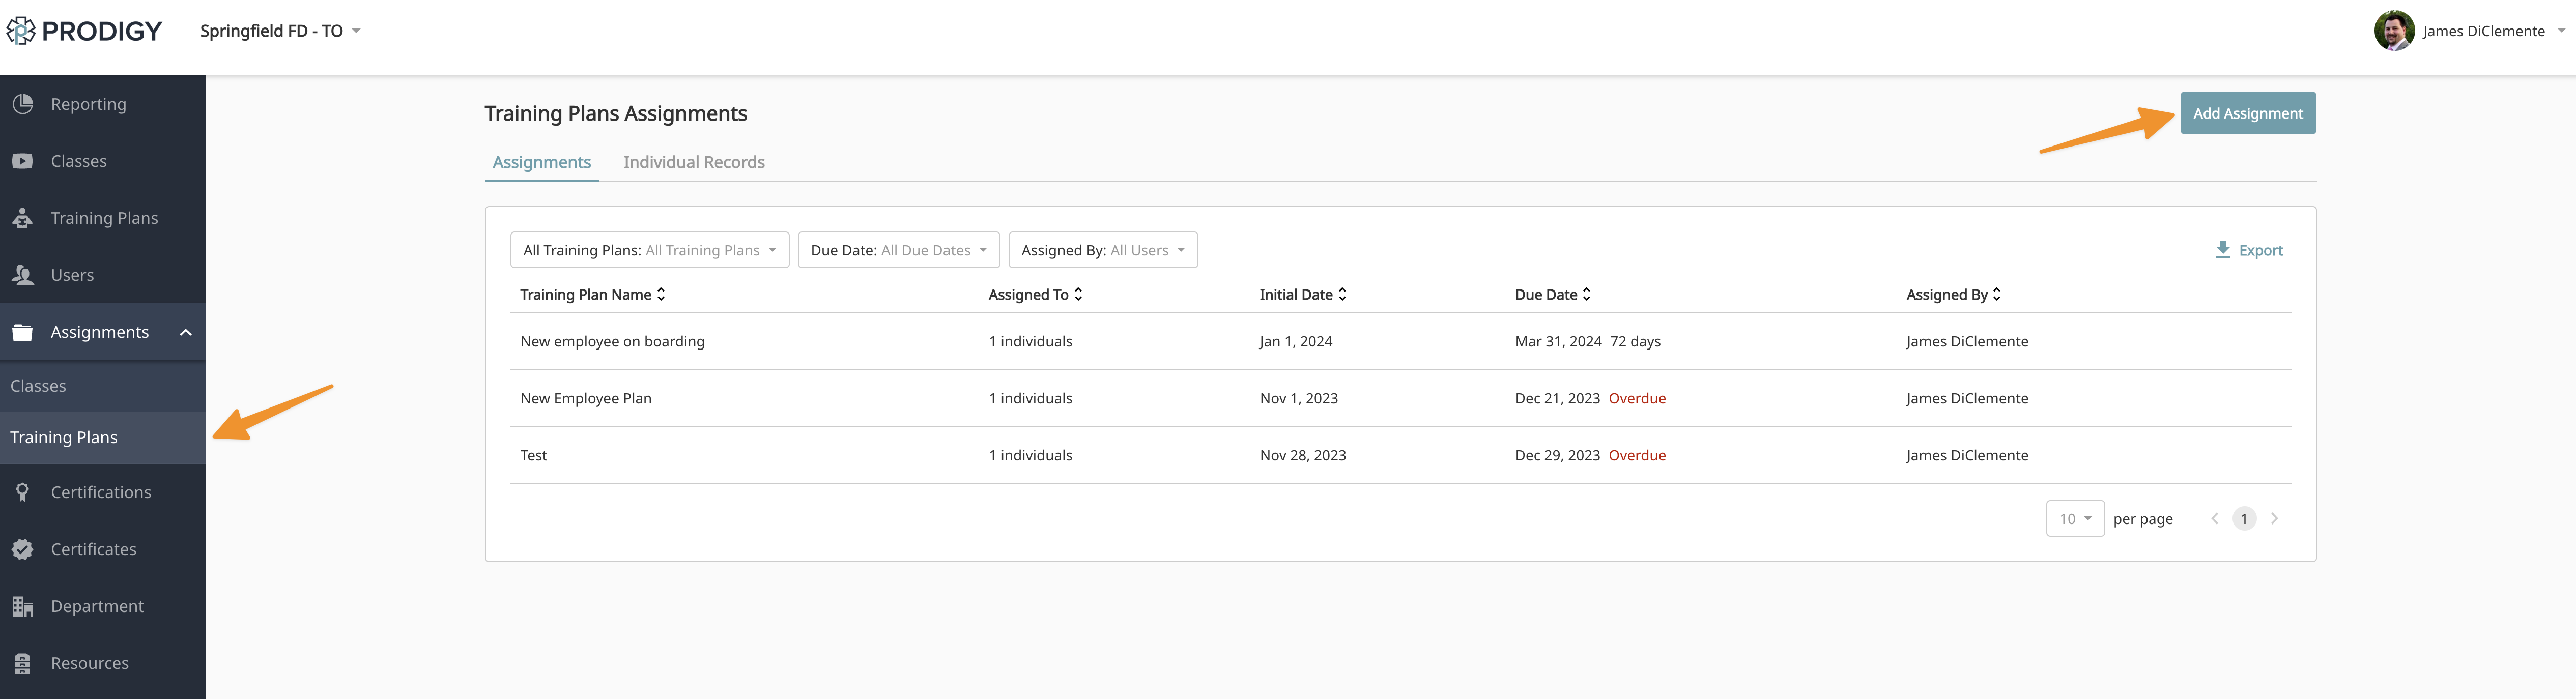 PRODIGY
Springfield FD - TO
James DiClemente
Reporting
Classes
Training Plans
Users
Assignments
Classes
Training Plans
Certifications
Certificates
Department
Resources
Training Plans Assignments
Add Assignment
Assignments Individual Records
All Training Plans: All Training Plans Due Date: All Due Dates Assigned By: All Users Export
Training Plan Name Assigned To Initial Date Due Date Assigned By
New employee on boarding 1 individuals Jan 1, 2024 Mar 31, 2024 72 days James DiClemente
New Employee Plan 1 individuals Nov 1, 2023 Dec 21, 2023 Overdue James DiClemente
Test 1 individuals Nov 28, 2023 Dec 29, 2023 Overdue James DiClemente
10 per page 1